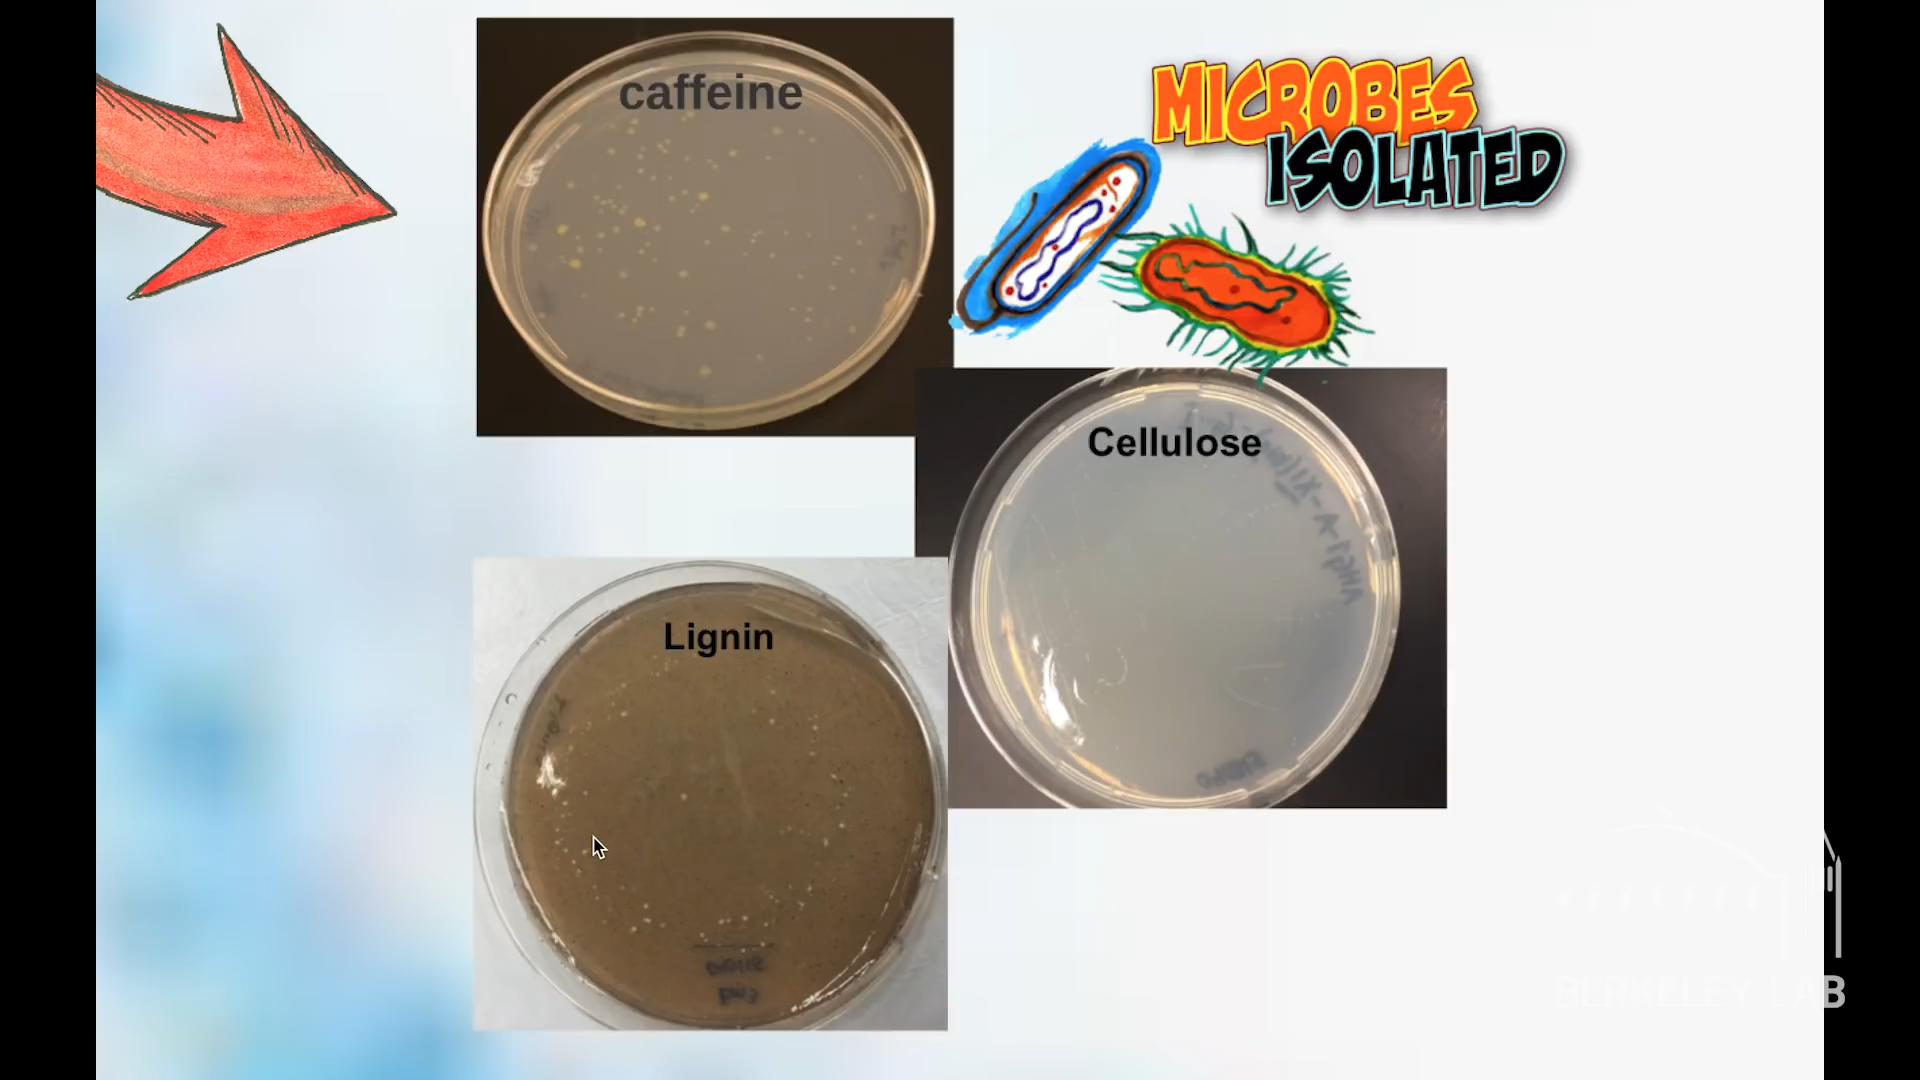 caffeine
MICROBES
ISOLATED
Cellulose
Lignin
BERKELEY LAB